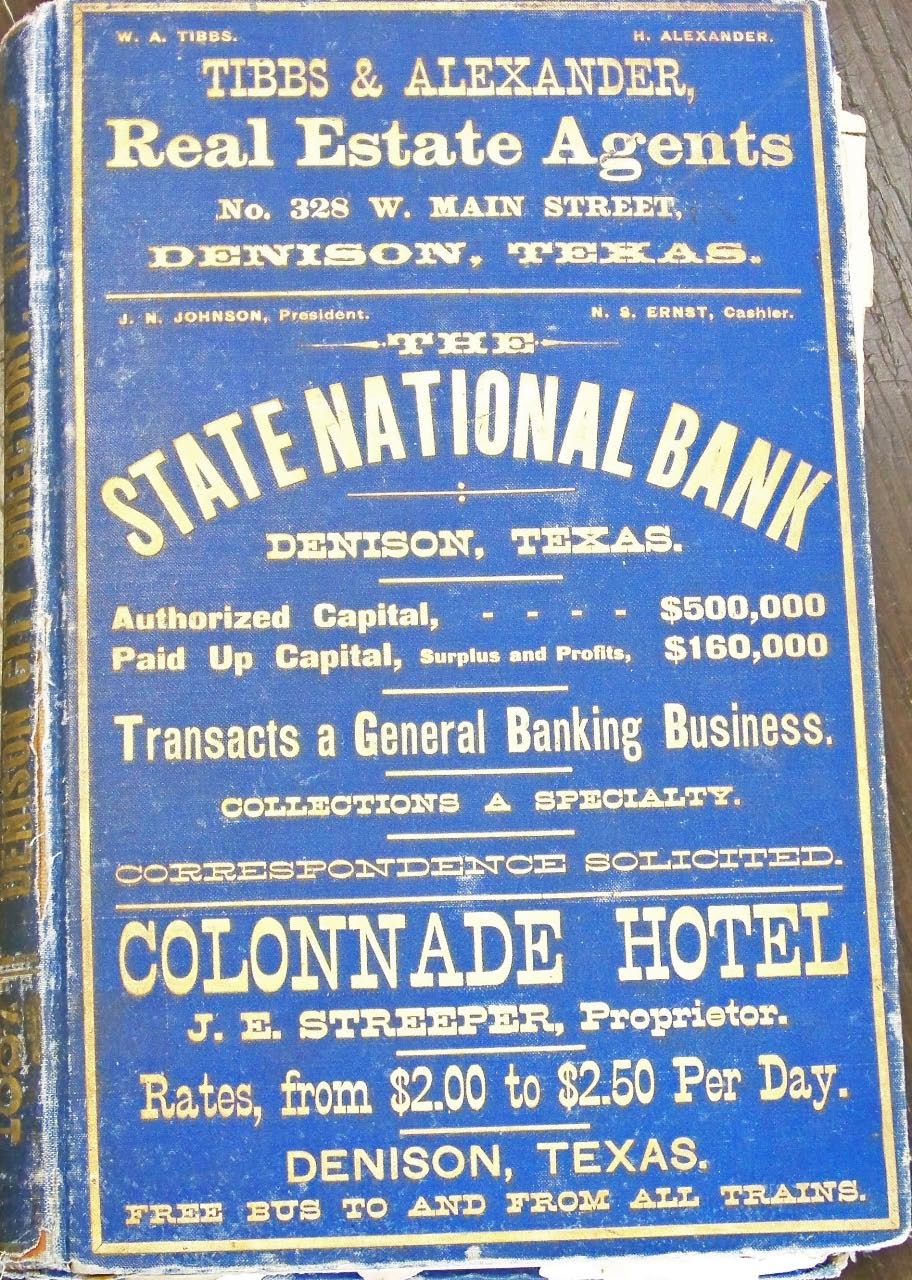 W. A. TIBBS. H. ALEXANDER.
TIBBS & ALEXANDER,
Real Estate Agents
No. 328 W. MAIN STREET,
DENISON, TEXAS.
J. N. JOHNSON, President. N. S. ERNST, Cashier.
THE
STATE NATIONAL BANK
DENISON, TEXAS.
Authorized Capital, - - - - $500,000
Paid Up Capital, Surplus and Profits, $160,000
Transacts a General Banking Business.
COLLECTIONS A SPECIALTY.
CORRESPONDENCE SOLICITED.
COLONNADE HOTEL
J. E. STREEPER, Proprietor.
Rates, from $2.00 to $2.50 Per Day.
DENISON, TEXAS.
FREE BUS TO AND FROM ALL TRAINS.
DENISON CITY DIRECTORY